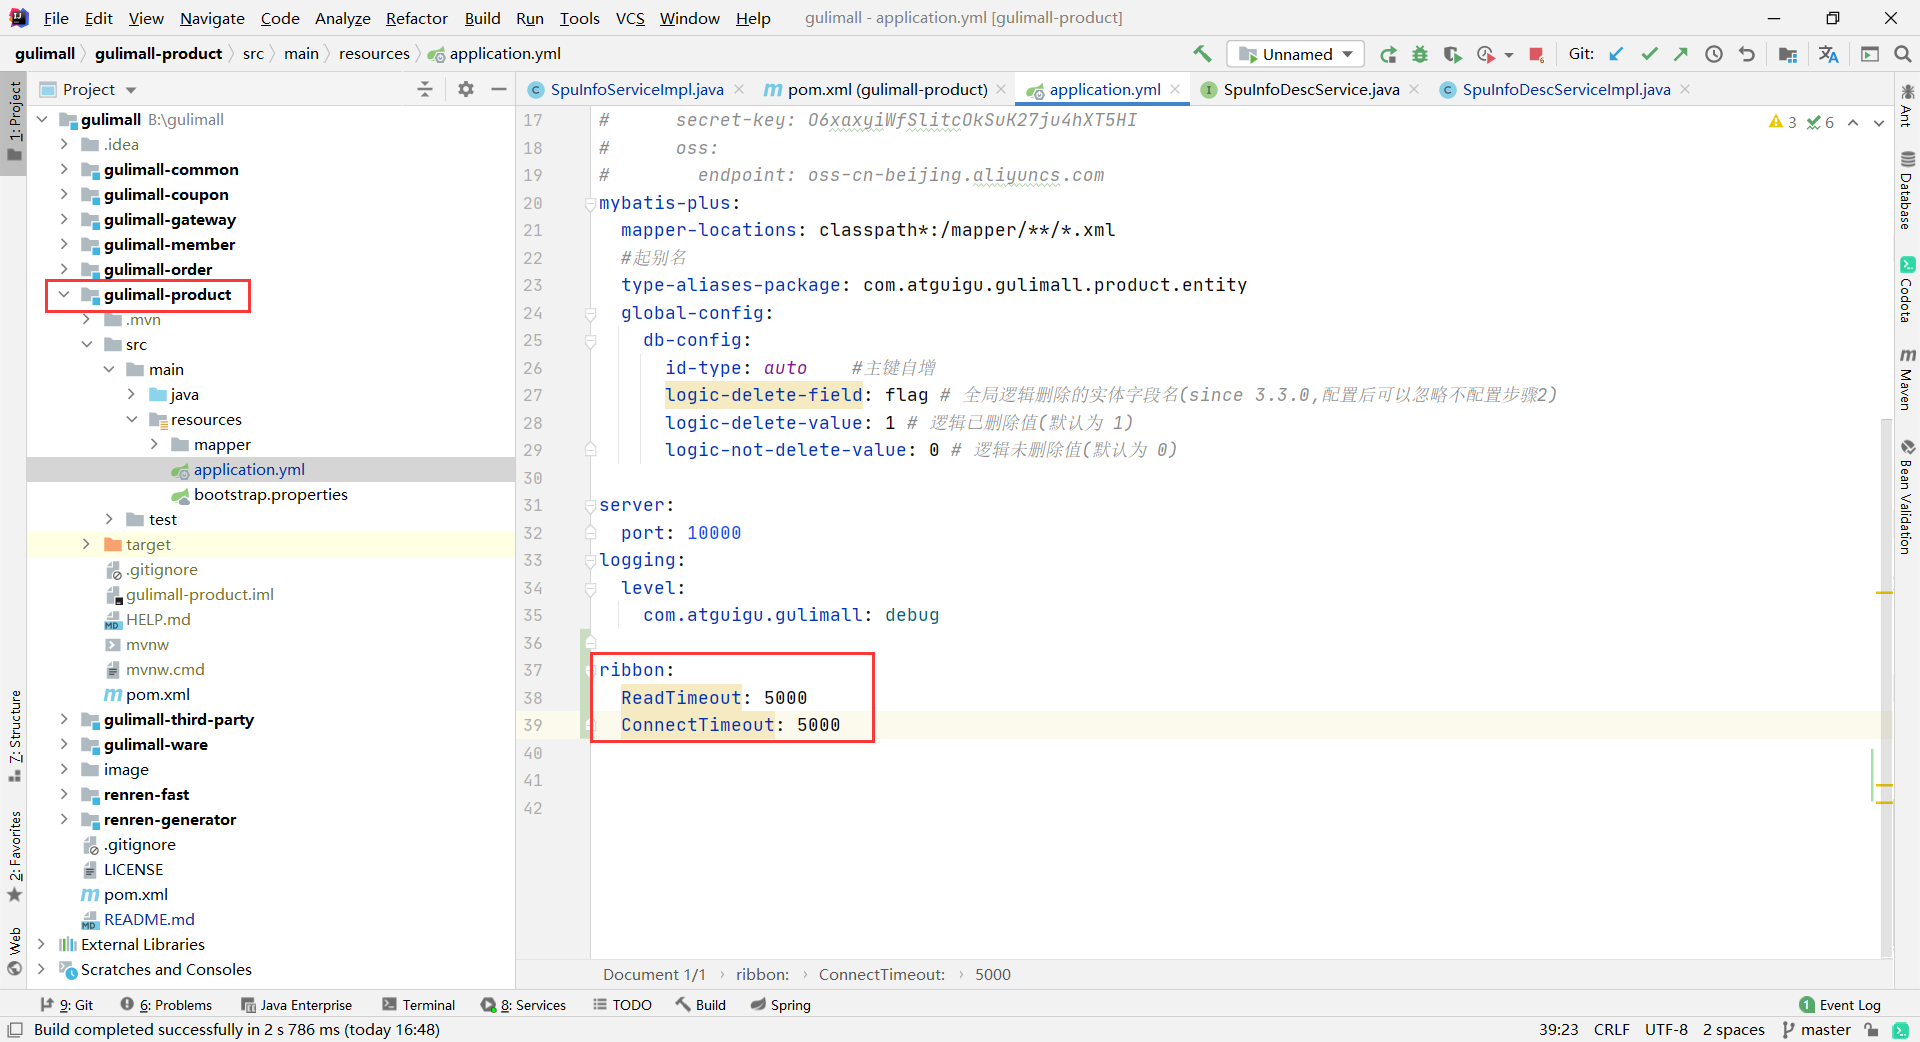 File Edit View Navigate Code Analyze Refactor Build Run Tools VCS Window Help gulimall - application.yml [gulimall-product]
gulimall gulimall-product src main resources application.yml Unnamed Git:
Project
SpuInfoServiceImpl.java pom.xml (gulimall-product) application.yml SpuInfoDescService.java SpuInfoDescServiceImpl.java
1: Project
7: Structure
2: Favorites
Web
gulimall B:\gulimall
.idea
gulimall-common
gulimall-coupon
gulimall-gateway
gulimall-member
gulimall-order
gulimall-product
.mvn
src
main
java
resources
mapper
application.yml
bootstrap.properties
test
target
.gitignore
gulimall-product.iml
HELP.md
mvnw
mvnw.cmd
pom.xml
gulimall-third-party
gulimall-ware
image
renren-fast
renren-generator
.gitignore
LICENSE
pom.xml
README.md
External Libraries
Scratches and Consoles
17 # secret-key: O6xaxyiWfSlitcOkSuK27ju4hXT5HI
18 # oss:
19 # endpoint: oss-cn-beijing.aliyuncs.com
20 mybatis-plus:
21 mapper-locations: classpath*:/mapper/**/*.xml
22 #起别名
23 type-aliases-package: com.atguigu.gulimall.product.entity
24 global-config:
25 db-config:
26 id-type: auto #主键自增
27 logic-delete-field: flag # 全局逻辑删除的实体字段名(since 3.3.0,配置后可以忽略不配置步骤2)
28 logic-delete-value: 1 # 逻辑已删除值(默认为 1)
29 logic-not-delete-value: 0 # 逻辑未删除值(默认为 0)
30
31 server:
32 port: 10000
33 logging:
34 level:
35 com.atguigu.gulimall: debug
36
37 ribbon:
38 ReadTimeout: 5000
39 ConnectTimeout: 5000
40
41
42
3 6
Ant
Database
Codota
Maven
Bean Validation
Document 1/1 › ribbon: › ConnectTimeout: › 5000
9: Git 6: Problems Java Enterprise Terminal 8: Services TODO Build Spring 1 Event Log
Build completed successfully in 2 s 786 ms (today 16:48) 39:23 CRLF UTF-8 2 spaces master